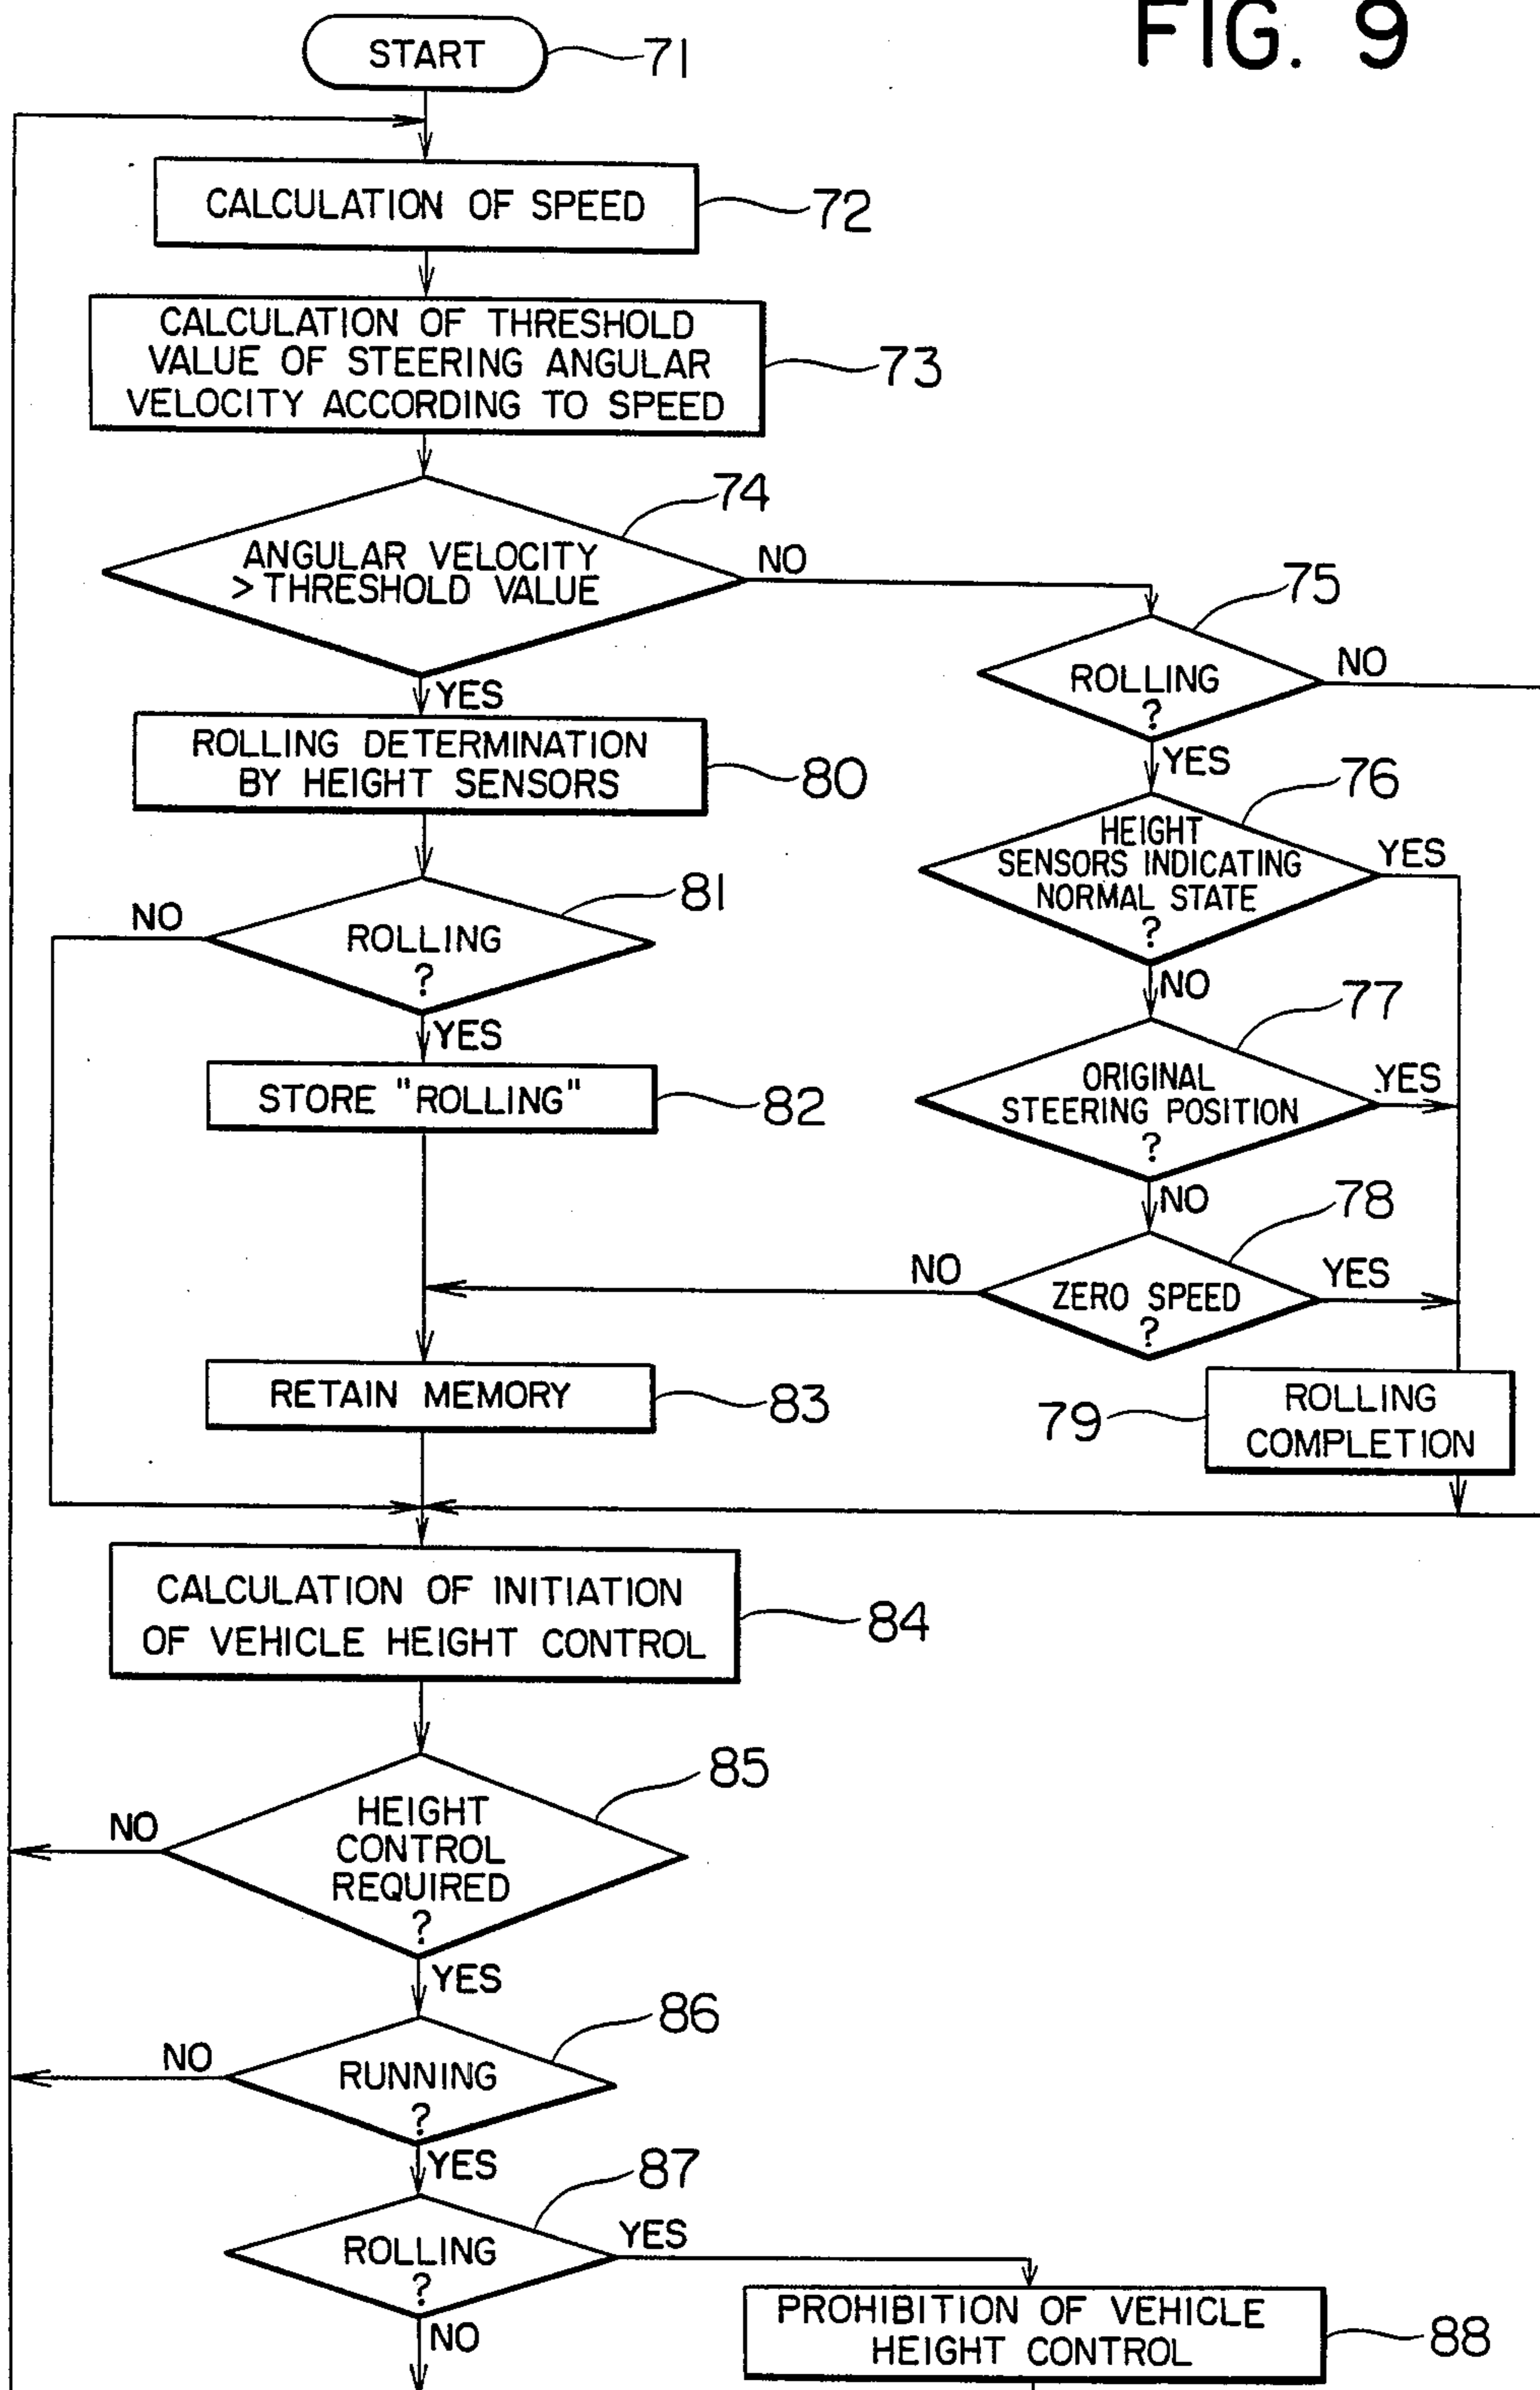 FIG. 9
START
71
CALCULATION OF SPEED
72
CALCULATION OF THRESHOLD
VALUE OF STEERING ANGULAR
VELOCITY ACCORDING TO SPEED
73
74
ANGULAR VELOCITY
> THRESHOLD VALUE
NO
YES
75
ROLLING
?
NO
YES
ROLLING DETERMINATION
BY HEIGHT SENSORS
80
76
HEIGHT
SENSORS INDICATING
NORMAL STATE
?
YES
NO
81
NO
ROLLING
?
YES
77
ORIGINAL
STEERING POSITION
?
YES
NO
STORE "ROLLING"
82
78
NO
ZERO SPEED
?
YES
RETAIN MEMORY
83
79
ROLLING
COMPLETION
CALCULATION OF INITIATION
OF VEHICLE HEIGHT CONTROL
84
85
NO
HEIGHT
CONTROL
REQUIRED
?
YES
86
NO
RUNNING
?
YES
87
ROLLING
?
YES
NO
PROHIBITION OF VEHICLE
HEIGHT CONTROL
88